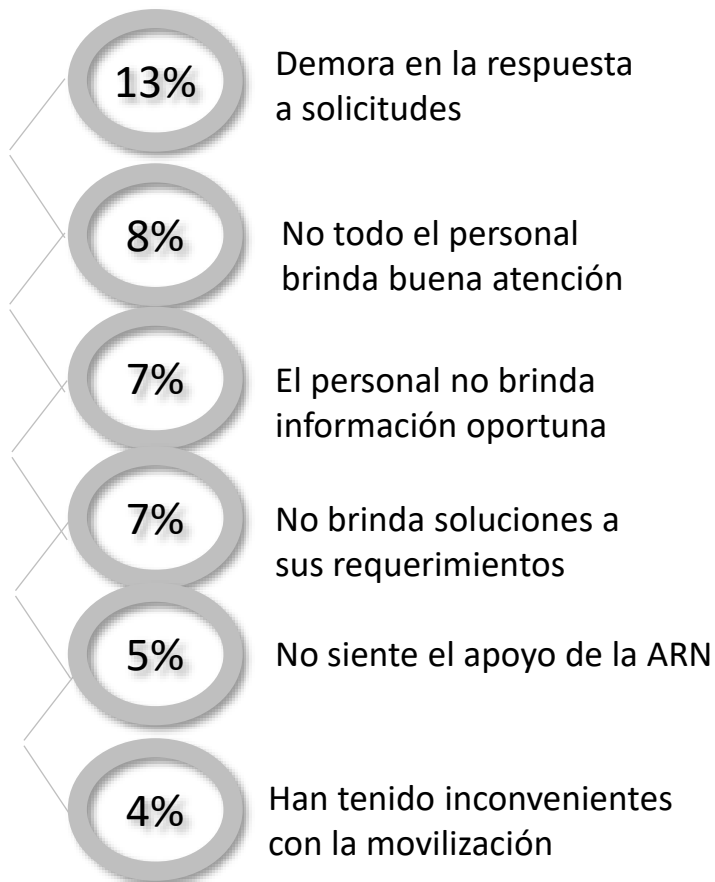 13%
Demora en la respuesta
a solicitudes
8%
No todo el personal
brinda buena atención
7%
El personal no brinda
información oportuna
7%
No brinda soluciones a
sus requerimientos
5%
No siente el apoyo de la ARN
4%
Han tenido inconvenientes
con la movilización